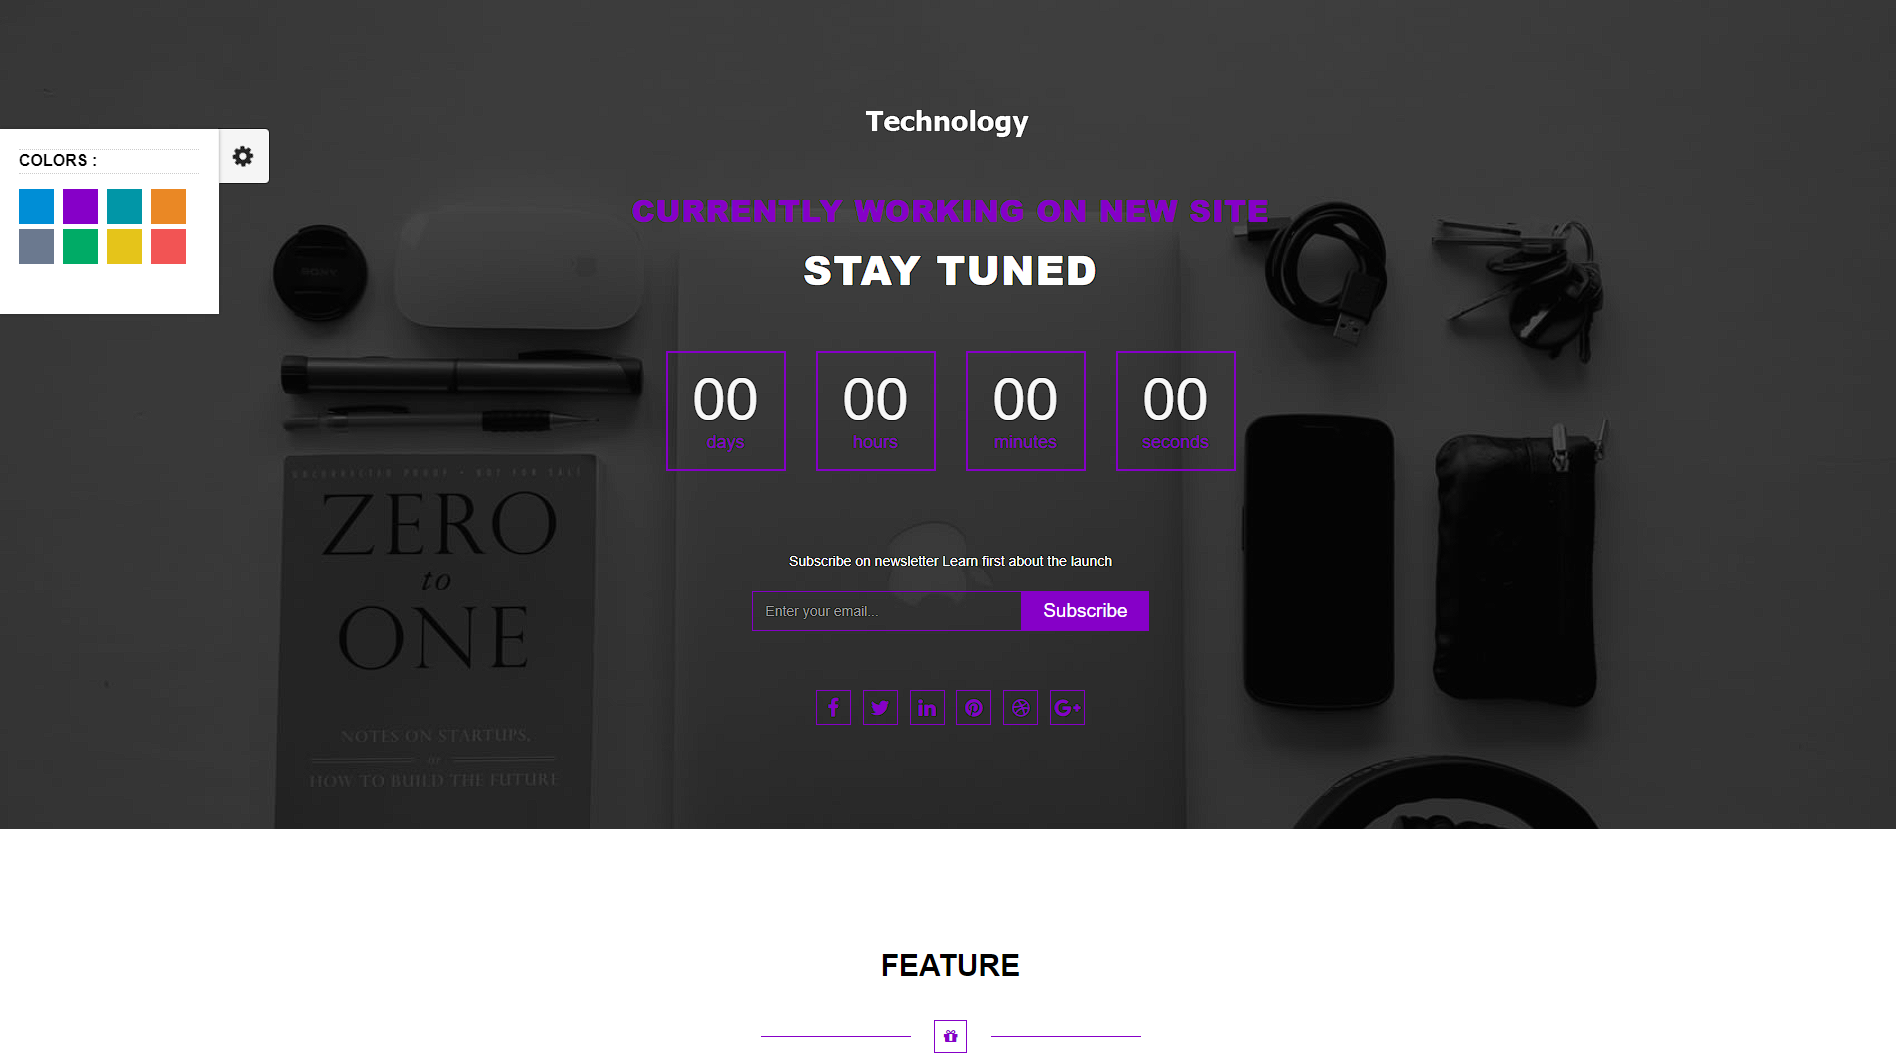 Technology
COLORS :
CURRENTLY WORKING ON NEW SITE
STAY TUNED
00 00 00 00
days hours minutes seconds
SONY
UNCORRECTED PROOF • NOT FOR SALE
ZERO
to
ONE
NOTES ON STARTUPS,
or
HOW TO BUILD THE FUTURE
Subscribe on newsletter Learn first about the launch
Enter your email... Subscribe
FEATURE